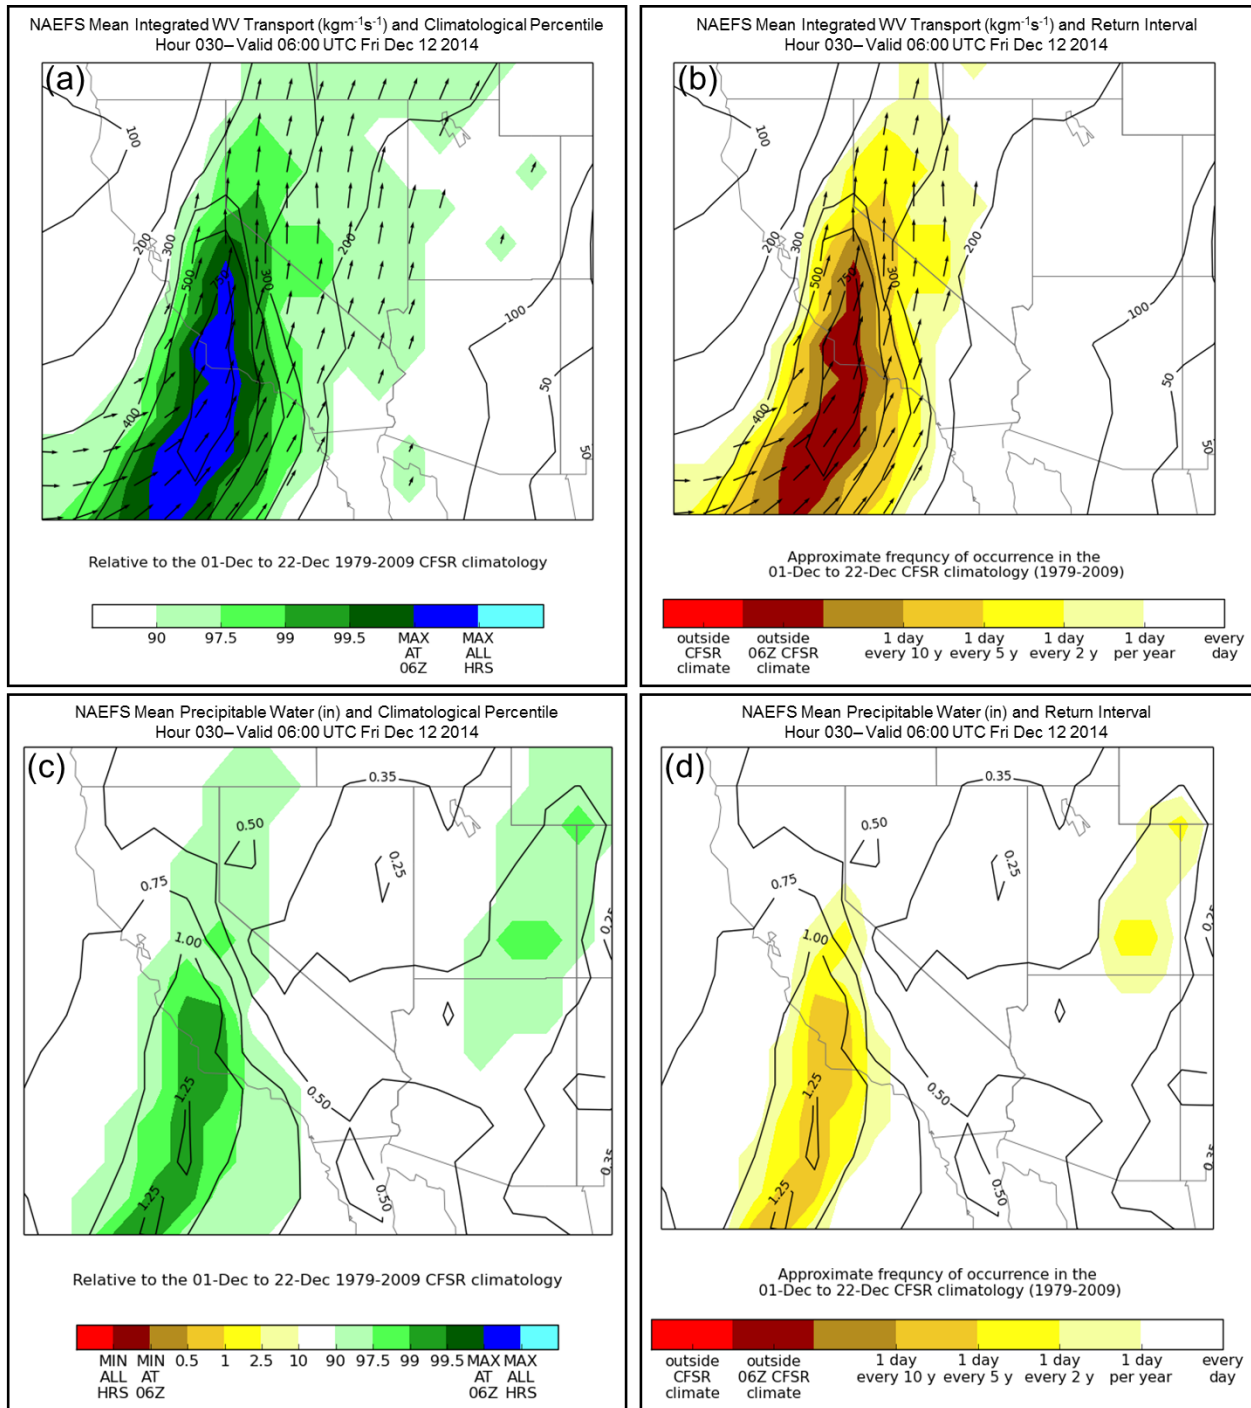 NAEFS Mean Integrated WV Transport (kgm-1s-1) and Climatological Percentile
Hour 030– Valid 06:00 UTC Fri Dec 12 2014
(a)
100
200
300
500
750
300
200
400
100
50
50
Relative to the 01-Dec to 22-Dec 1979-2009 CFSR climatology
90 97.5 99 99.5 MAX AT 06Z MAX ALL HRS
NAEFS Mean Integrated WV Transport (kgm-1s-1) and Return Interval
Hour 030– Valid 06:00 UTC Fri Dec 12 2014
(b)
100
200
300
500
750
300
200
400
100
50
50
Approximate frequncy of occurrence in the
01-Dec to 22-Dec CFSR climatology (1979-2009)
outside CFSR climate
outside 06Z CFSR climate
1 day every 10 y
1 day every 5 y
1 day every 2 y
1 day per year
every day
NAEFS Mean Precipitable Water (in) and Climatological Percentile
Hour 030– Valid 06:00 UTC Fri Dec 12 2014
(c)
0.35
0.50
0.25
0.75
1.00
0.25
1.25
0.50
1.25
0.50
0.35
Relative to the 01-Dec to 22-Dec 1979-2009 CFSR climatology
MIN ALL HRS
MIN AT 06Z
0.5 1 2.5 10 90 97.5 99 99.5
MAX AT 06Z
MAX ALL HRS
NAEFS Mean Precipitable Water (in) and Return Interval
Hour 030– Valid 06:00 UTC Fri Dec 12 2014
(d)
0.35
0.50
0.25
0.75
1.00
0.25
1.25
0.50
1.25
0.50
0.35
Approximate frequncy of occurrence in the
01-Dec to 22-Dec CFSR climatology (1979-2009)
outside CFSR climate
outside 06Z CFSR climate
1 day every 10 y
1 day every 5 y
1 day every 2 y
1 day per year
every day